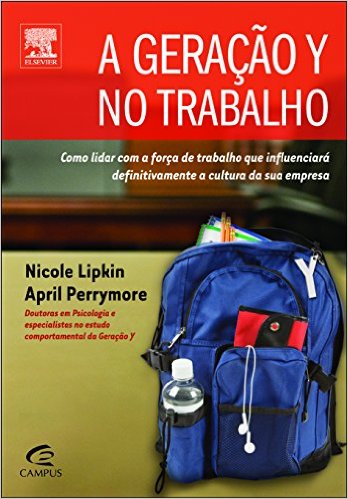 ELSEVIER
A GERAÇÃO Y
NO TRABALHO
Como lidar com a força de trabalho que influenciará
definitivamente a cultura da sua empresa
Y
Nicole Lipkin
April Perrymore
Doutoras em Psicologia e
especialistas no estudo
comportamental da Geração Y
CAMPUS